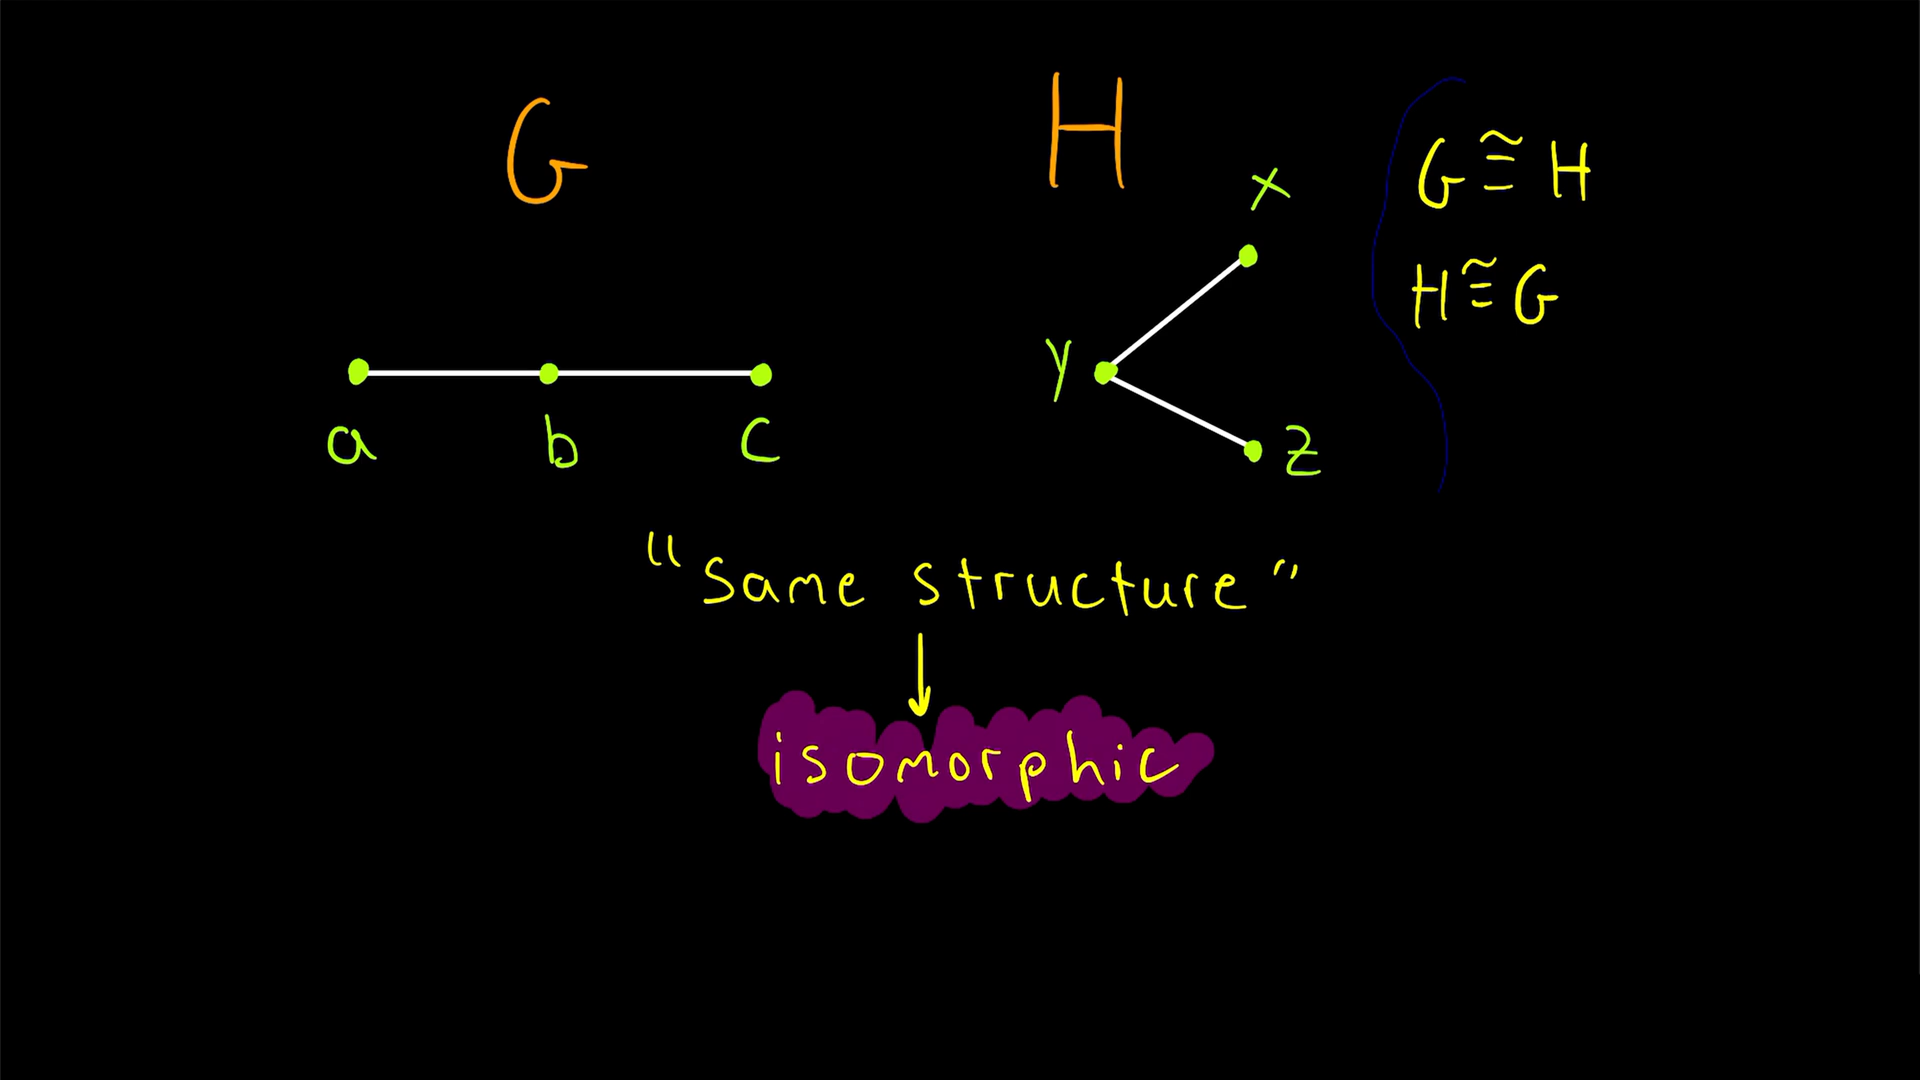 G
H
x
G ≅ H
H ≅ G
y
a
b
c
z
"same structure"
isomorphic